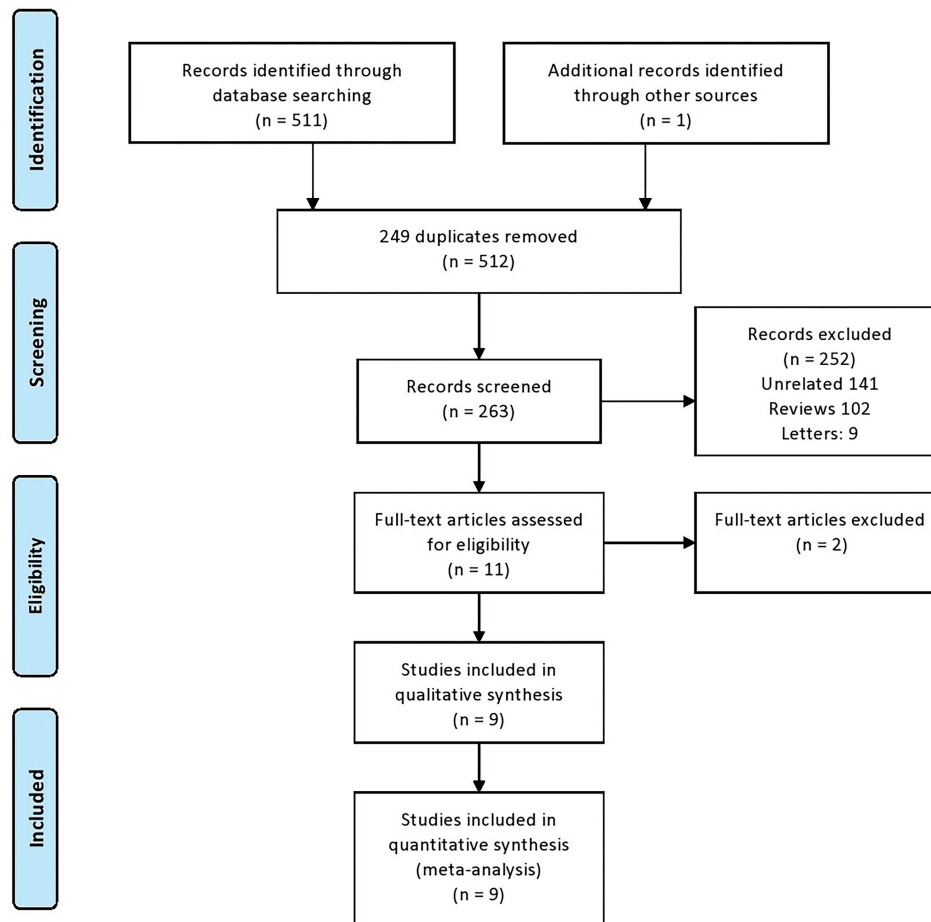 Identification
Records identified through
database searching
(n = 511)
Additional records identified
through other sources
(n = 1)
249 duplicates removed
(n = 512)
Screening
Records screened
(n = 263)
Records excluded
(n = 252)
Unrelated 141
Reviews 102
Letters: 9
Eligibility
Full-text articles assessed
for eligibility
(n = 11)
Full-text articles excluded
(n = 2)
Studies included in
qualitative synthesis
(n = 9)
Included
Studies included in
quantitative synthesis
(meta-analysis)
(n = 9)